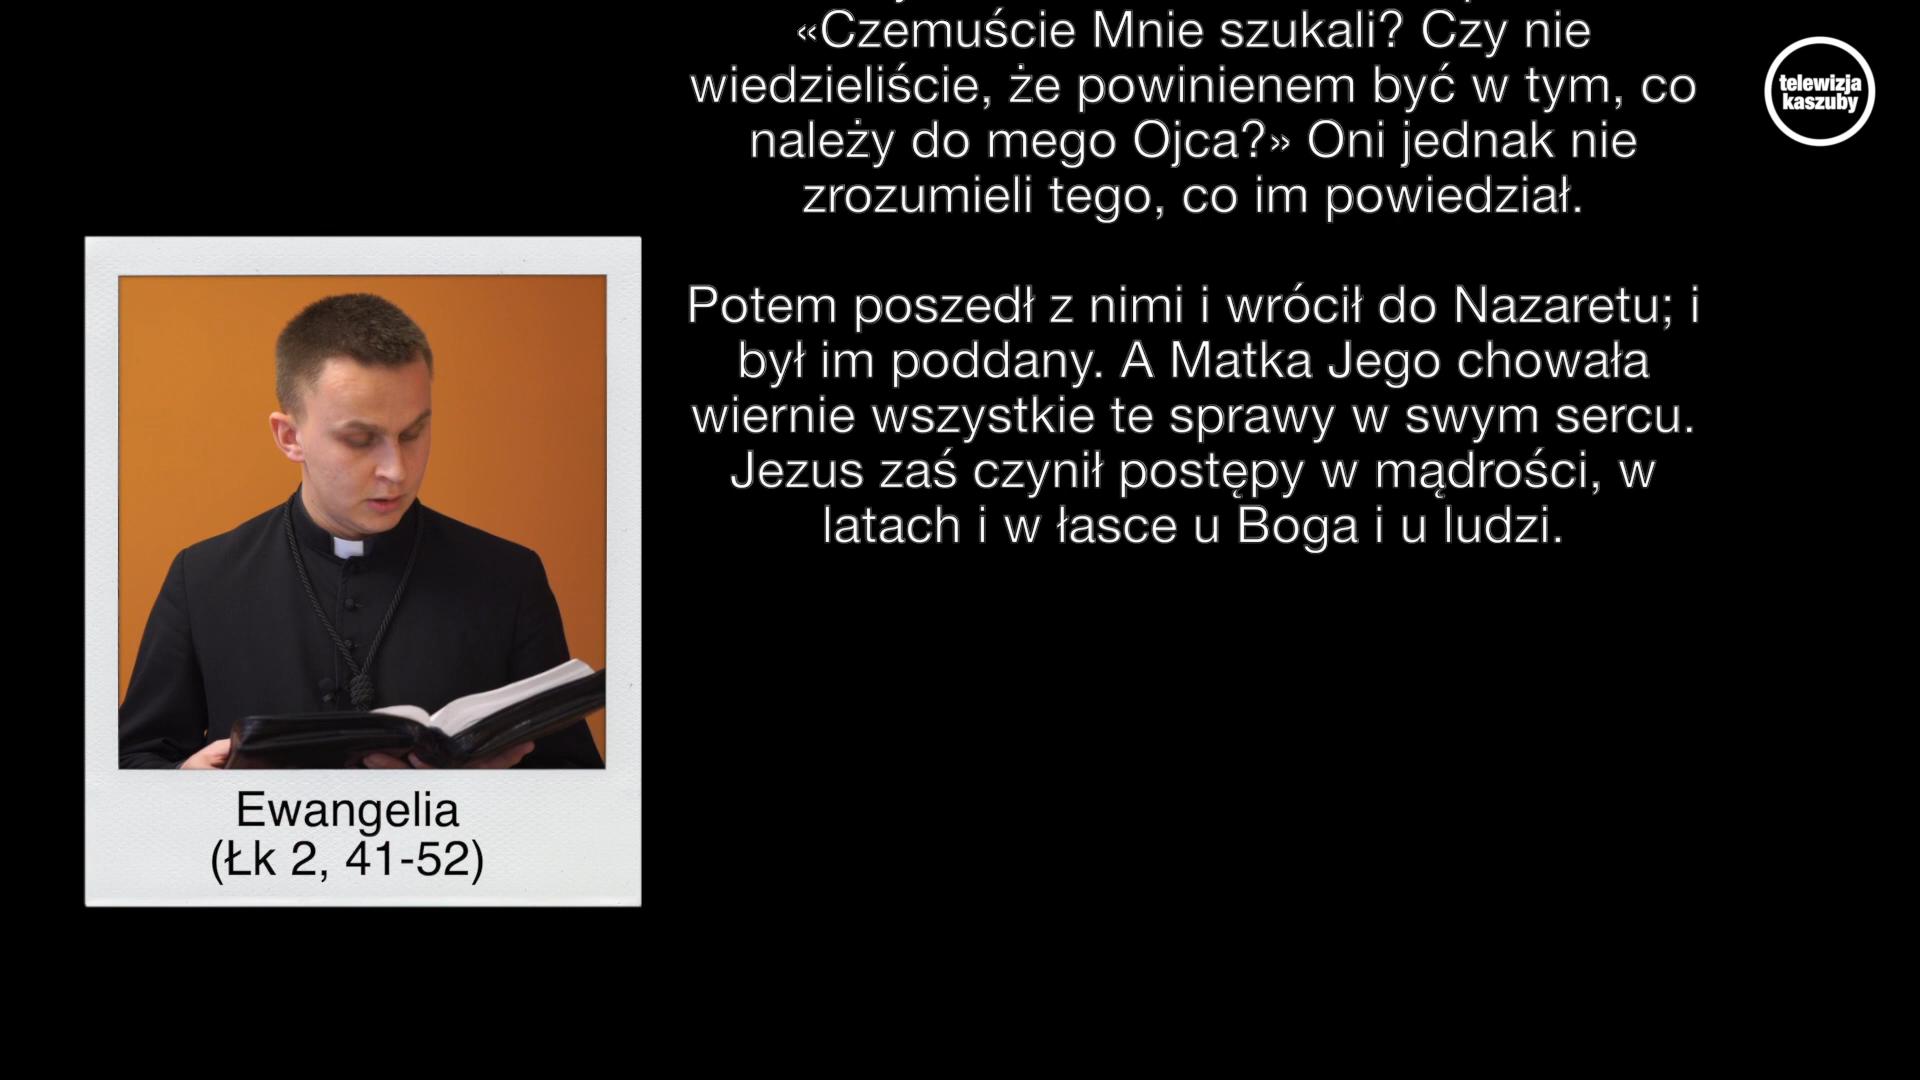 «Czemuście Mnie szukali? Czy nie
wiedzieliście, że powinienem być w tym, co
należy do mego Ojca?» Oni jednak nie
zrozumieli tego, co im powiedział.
Potem poszedł z nimi i wrócił do Nazaretu; i
był im poddany. A Matka Jego chowała
wiernie wszystkie te sprawy w swym sercu.
Jezus zaś czynił postępy w mądrości, w
latach i w łasce u Boga i u ludzi.
telewizja
kaszuby
Ewangelia
(Łk 2, 41-52)